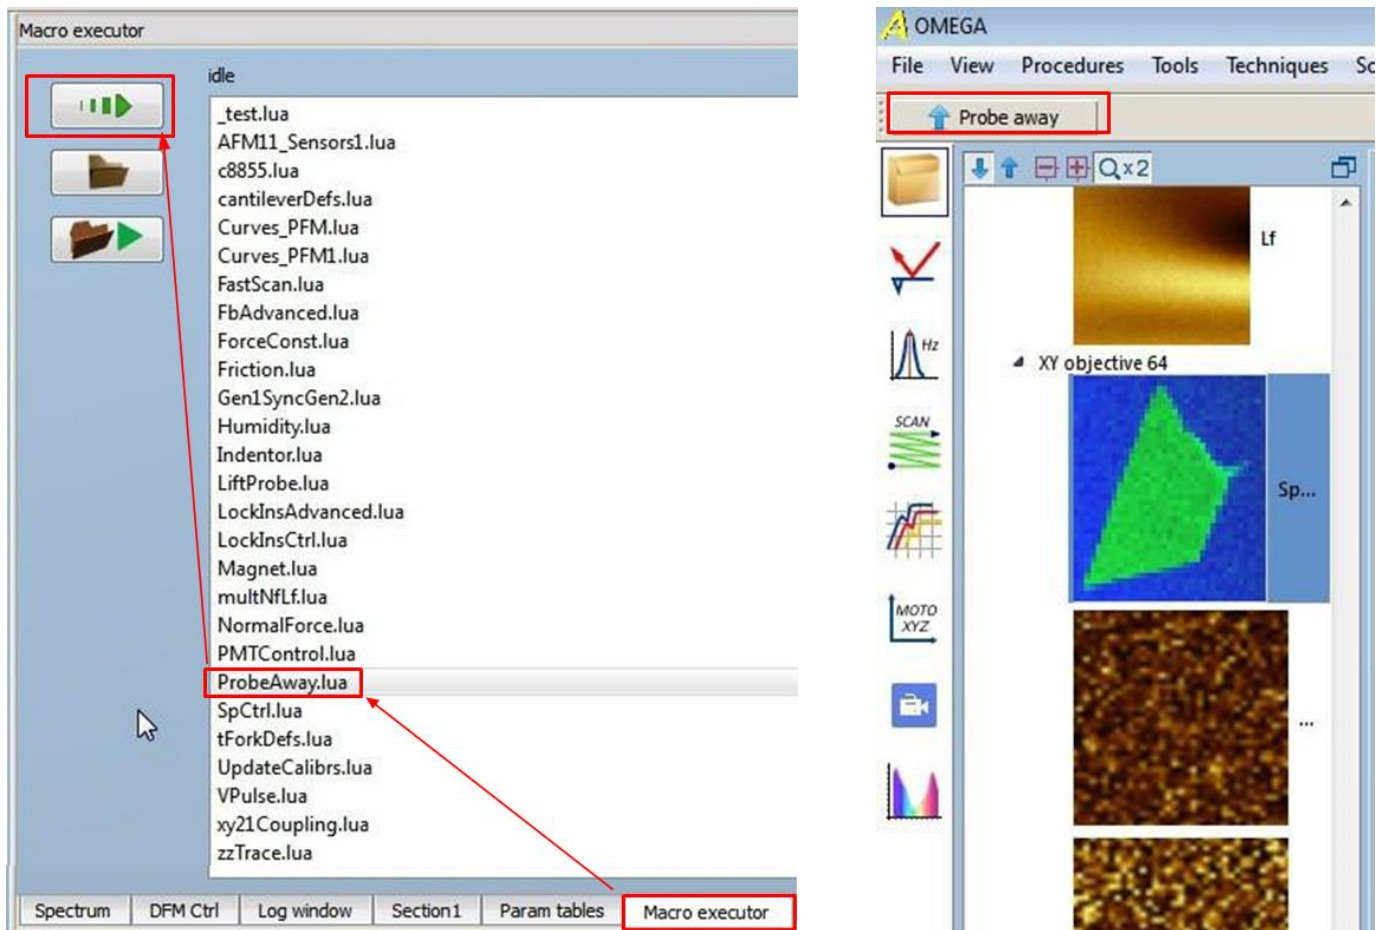 Macro executor
idle
_test.lua
AFM11_Sensors1.lua
c8855.lua
cantileverDefs.lua
Curves_PFM.lua
Curves_PFM1.lua
FastScan.lua
FbAdvanced.lua
ForceConst.lua
Friction.lua
Gen1SyncGen2.lua
Humidity.lua
Indentor.lua
LiftProbe.lua
LockInsAdvanced.lua
LockInsCtrl.lua
Magnet.lua
multNfLf.lua
NormalForce.lua
PMTControl.lua
ProbeAway.lua
SpCtrl.lua
tForkDefs.lua
UpdateCalibrs.lua
VPulse.lua
xy21Coupling.lua
zzTrace.lua
Spectrum DFM Ctrl Log window Section1 Param tables Macro executor
OMEGA
File View Procedures Tools Techniques Sc
Probe away
x2
Lf
Hz
XY objective 64
SCAN
Sp...
MOTO
XYZ
...